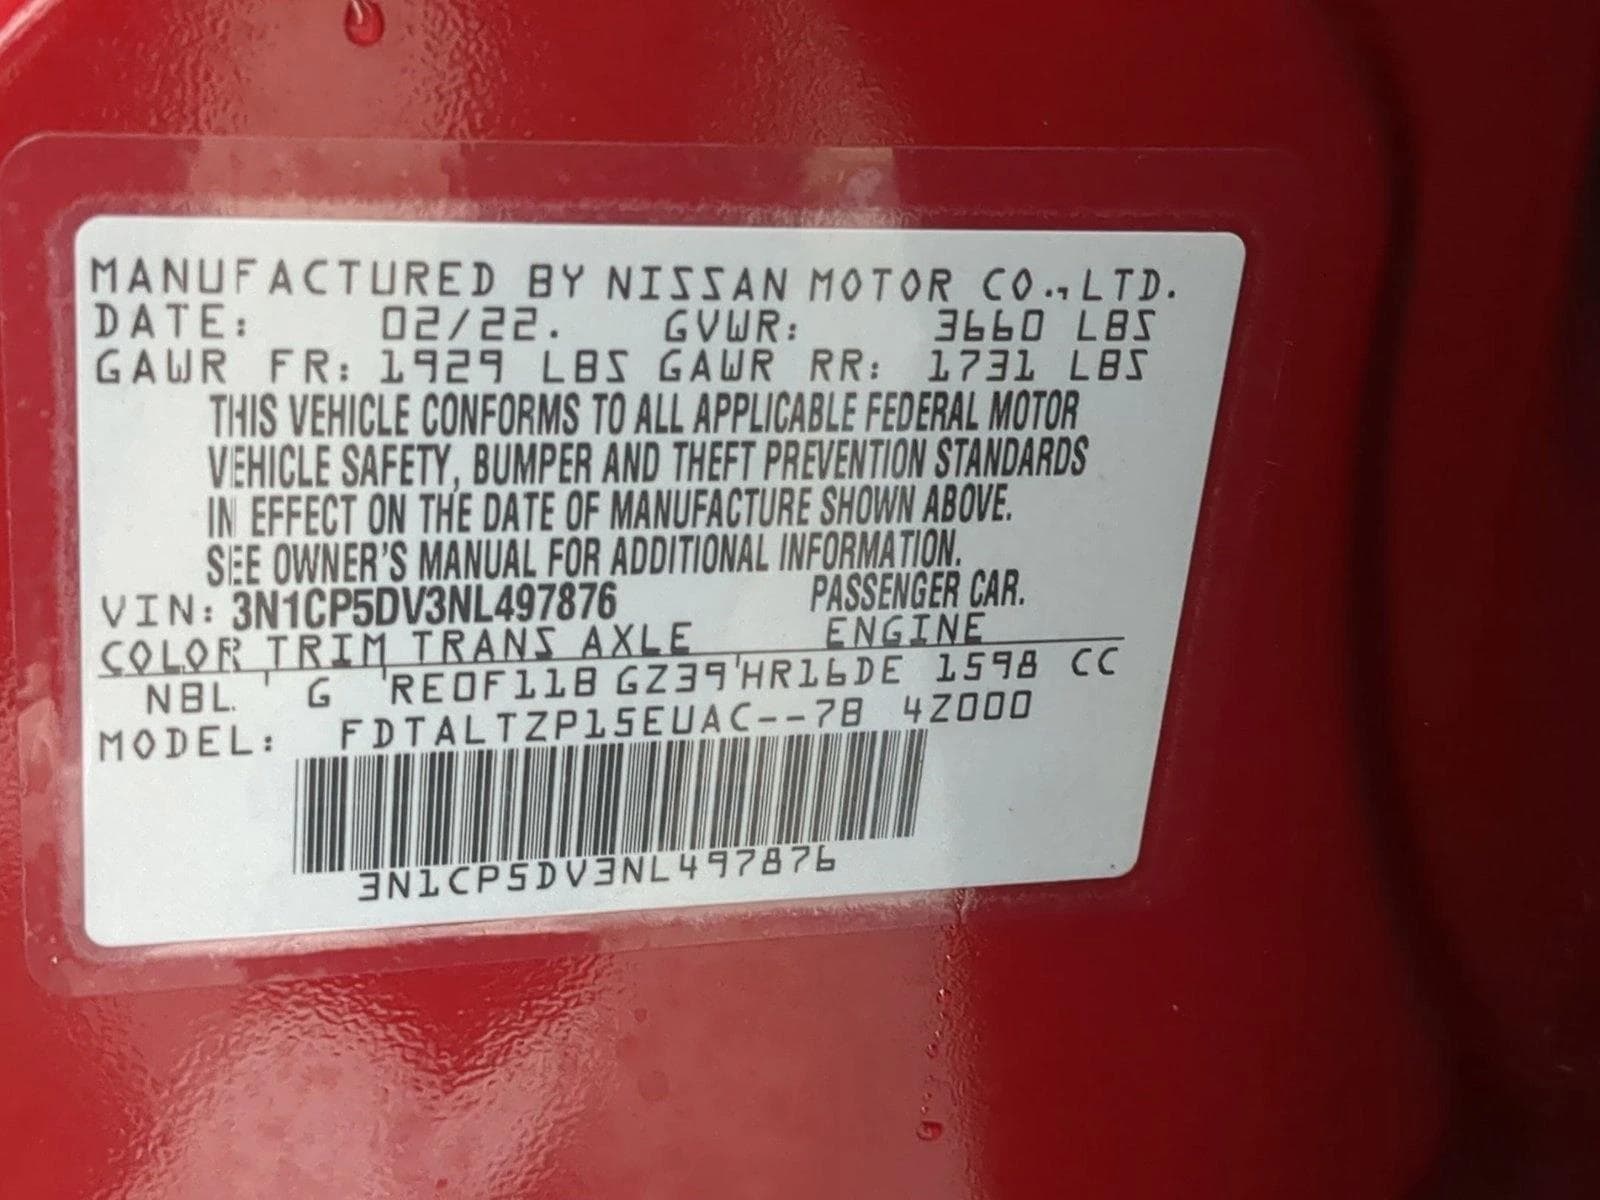 MANUFACTURED BY NISSAN MOTOR CO., LTD.
DATE: 02/22. GVWR: 3660 LBS
GAWR FR: 1929 LBS GAWR RR: 1731 LBS
THIS VEHICLE CONFORMS TO ALL APPLICABLE FEDERAL MOTOR
VEHICLE SAFETY, BUMPER AND THEFT PREVENTION STANDARDS
IN EFFECT ON THE DATE OF MANUFACTURE SHOWN ABOVE.
SEE OWNER'S MANUAL FOR ADDITIONAL INFORMATION.
VIN: 3N1CP5DV3NL497876 PASSENGER CAR.
COLOR TRIM TRANS AXLE ENGINE
NBL G RE0F11B GZ39 HR16DE 1598 CC
MODEL: FDTALTZP15EUAC--7B 4Z000
3N1CP5DV3NL497876